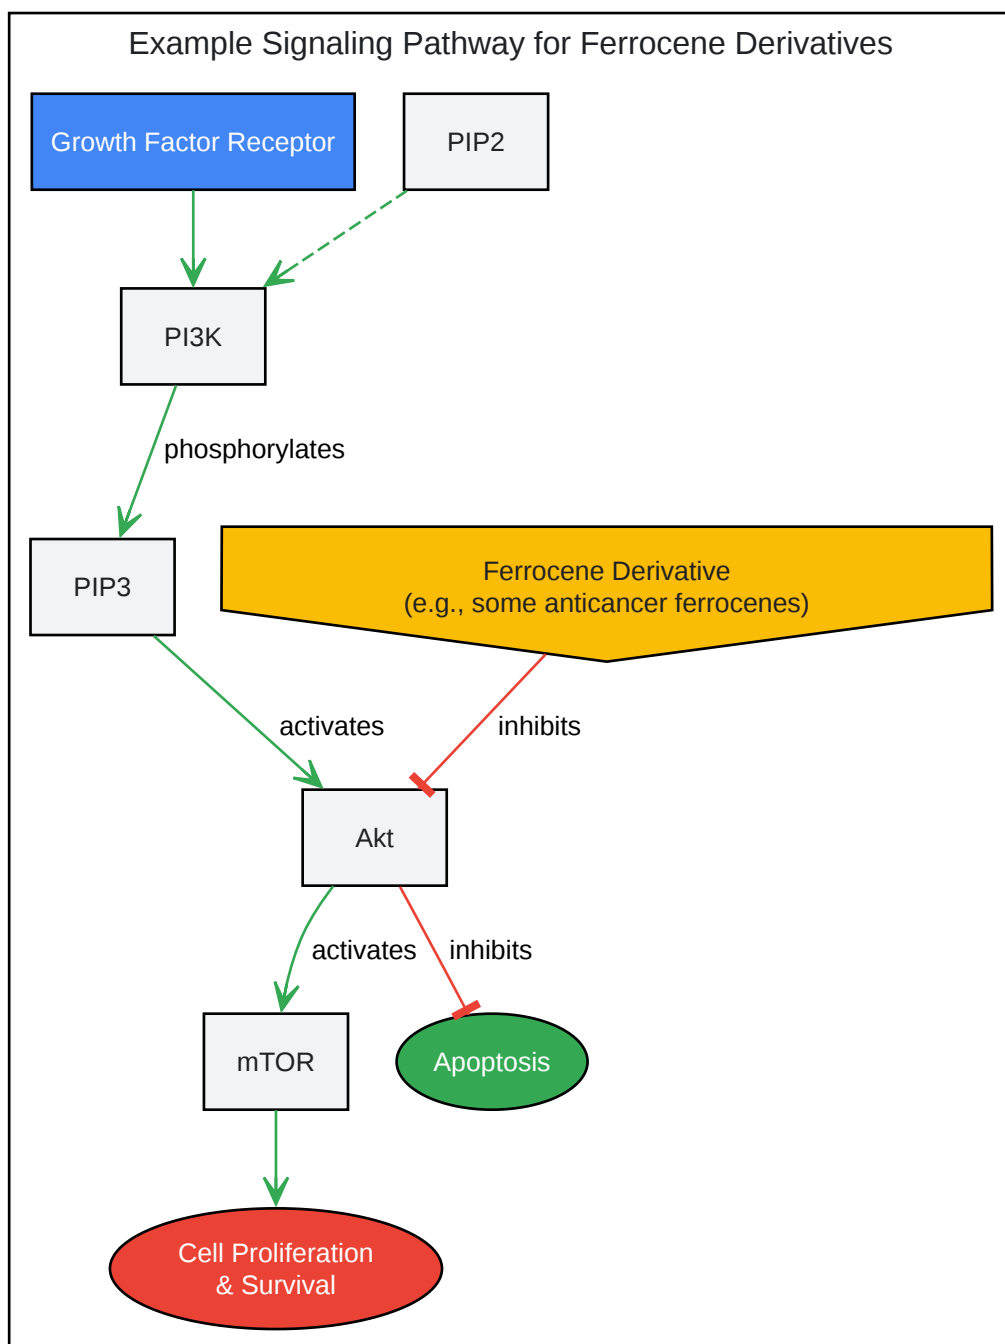 Example Signaling Pathway for Ferrocene Derivatives
Growth Factor Receptor
PIP2
PI3K
phosphorylates
PIP3
Ferrocene Derivative
(e.g., some anticancer ferrocenes)
activates
inhibits
Akt
activates
inhibits
mTOR
Apoptosis
Cell Proliferation
& Survival